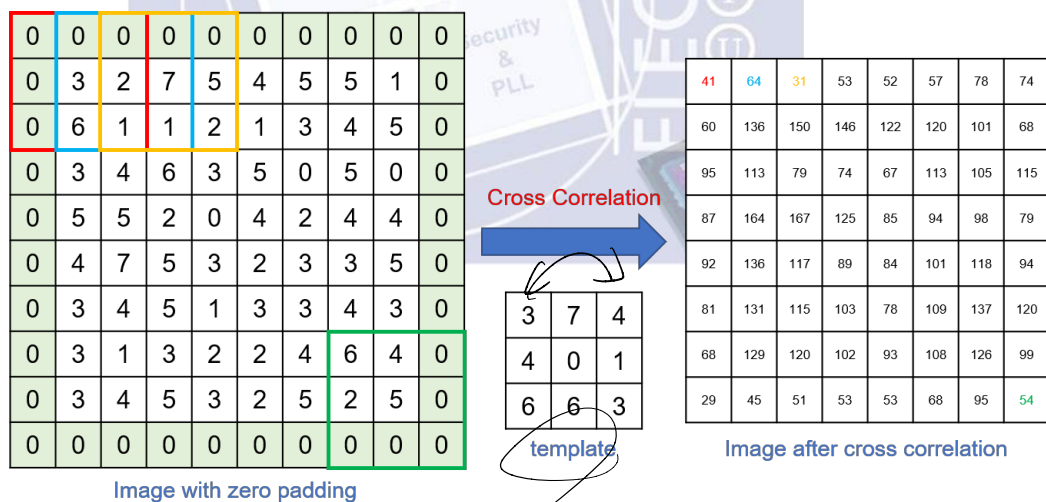 0 0 0 0 0 0 0 0 0 0
0 3 2 7 5 4 5 5 1 0
0 6 1 1 2 1 3 4 5 0
0 3 4 6 3 5 0 5 0 0
0 5 5 2 0 4 2 4 4 0
0 4 7 5 3 2 3 3 5 0
0 3 4 5 1 3 3 4 3 0
0 3 1 3 2 2 4 6 4 0
0 3 4 5 3 2 5 2 5 0
0 0 0 0 0 0 0 0 0 0
Image with zero padding
Security
&
PLL
Cross Correlation
3 7 4
4 0 1
6 6 3
template
41 64 31 53 52 57 78 74
60 136 150 146 122 120 101 68
95 113 79 74 67 113 105 115
87 164 167 125 85 94 98 79
92 136 117 89 84 101 118 94
81 131 115 103 78 109 137 120
68 129 120 102 93 108 126 99
29 45 51 53 53 68 95 54
Image after cross correlation